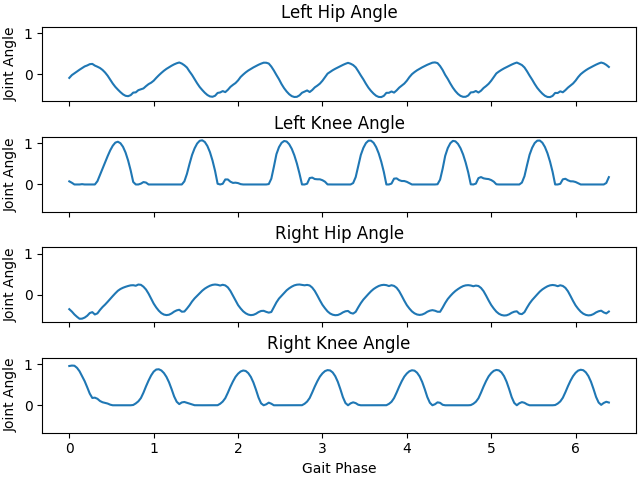 Left Hip Angle
1
0
Joint Angle
Left Knee Angle
1
0
Joint Angle
Right Hip Angle
1
0
Joint Angle
Right Knee Angle
1
0
Joint Angle
0 1 2 3 4 5 6
Gait Phase